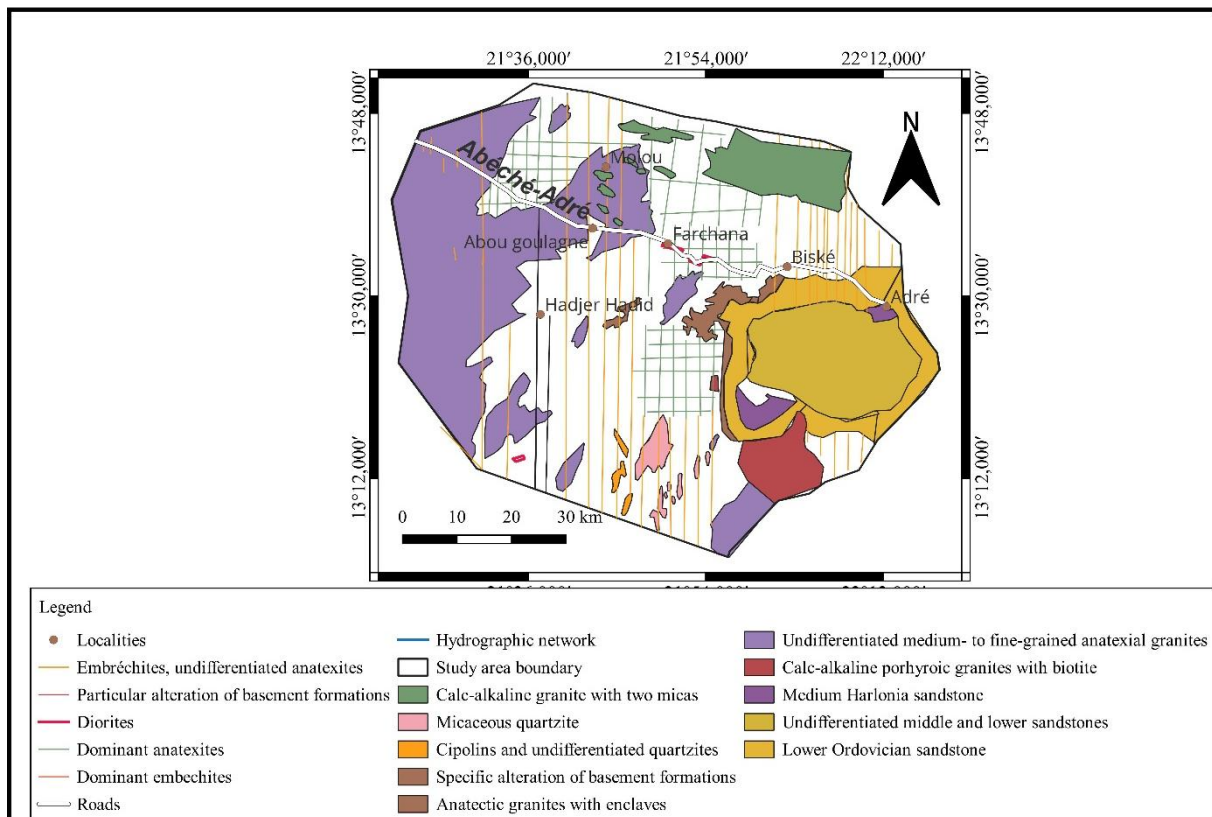 21°36,000′ 21°54,000′ 22°12,000′
N
13°48,000′
13°48,000′
Molou
Abéché-Adré
Abou goulagne
Farchana
Biské
Adré
13°30,000′
13°30,000′
Hadjer Hadid
13°12,000′
13°12,000′
0 10 20 30 km
Legend
Localities
Embréchites, undifferentiated anatexites
Particular alteration of basement formations
Diorites
Dominant anatexites
Dominant embechites
Roads
Hydrographic network
Study area boundary
Calc-alkaline granite with two micas
Micaceous quartzite
Cipolins and undifferentiated quartzites
Specific alteration of basement formations
Anatectic granites with enclaves
Undifferentiated medium- to fine-grained anatexial granites
Calc-alkaline porhyroic granites with biotite
Medium Harlonia sandstone
Undifferentiated middle and lower sandstones
Lower Ordovician sandstone